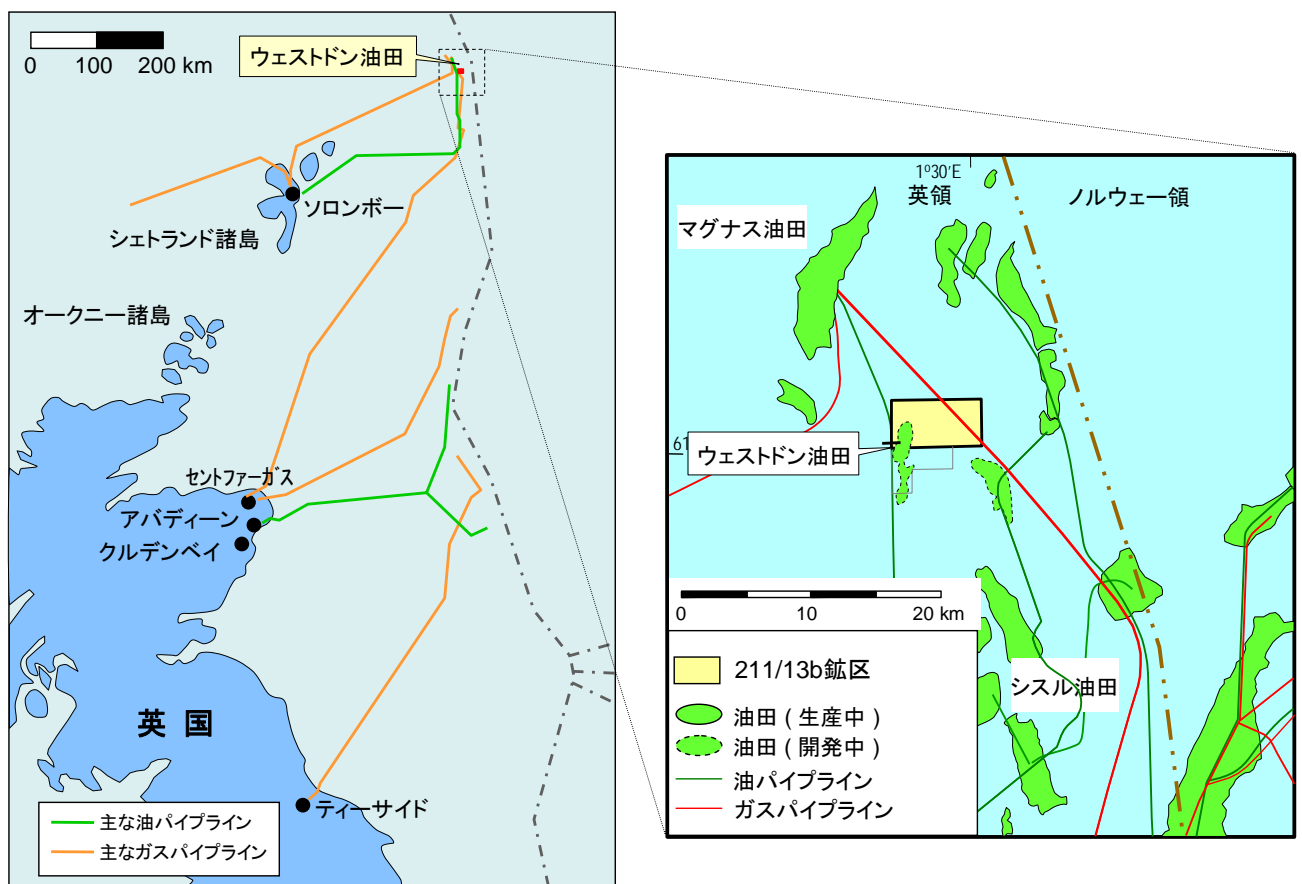 0 100 200 km
ウェストドン油田
ソロンボー
シェトランド諸島
オークニー諸島
セントファーガス
アバディーン
クルデンベイ
英 国
ティーサイド
主な油パイプライン
主なガスパイプライン
1º30'E
英領
ノルウェー領
マグナス油田
61
ウェストドン油田
0 10 20 km
211/13b鉱区
シスル油田
油田 ( 生産中 )
油田 ( 開発中 )
油パイプライン
ガスパイプライン